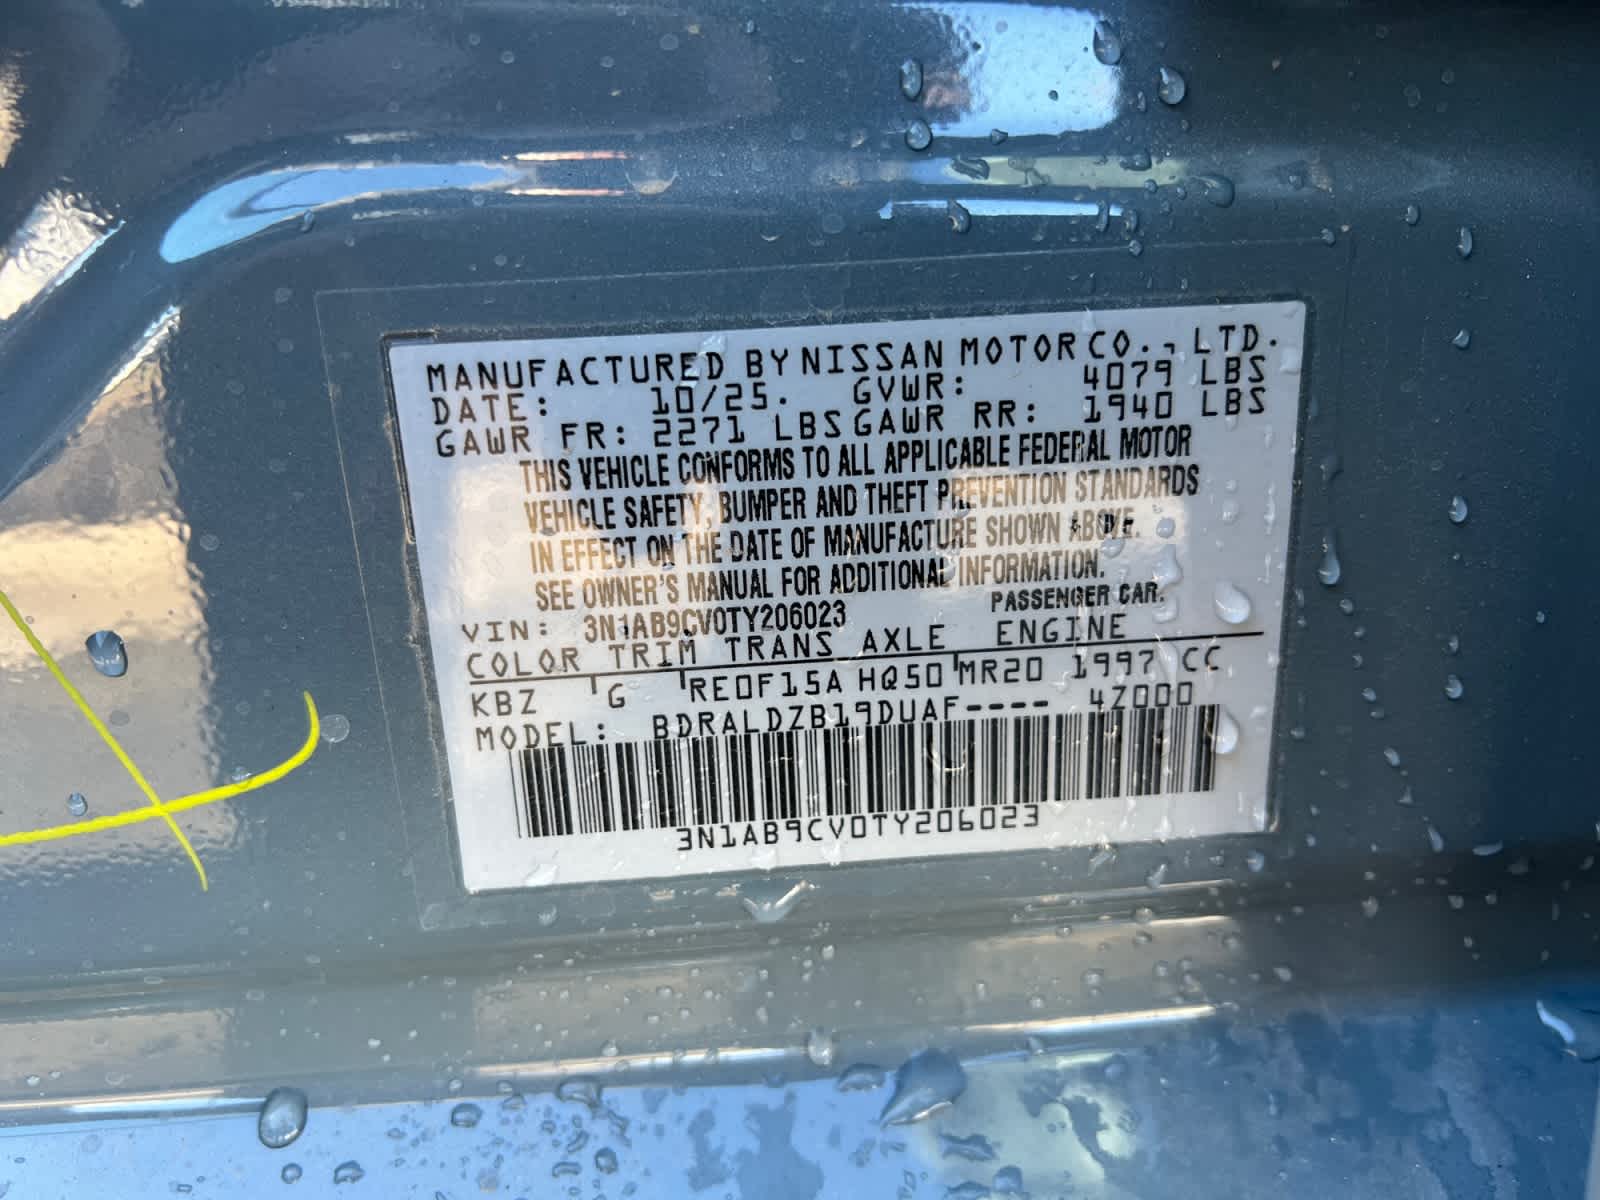 MANUFACTURED BY NISSAN MOTOR CO., LTD.
DATE: 10/25. GVWR: 4079 LBS
GAWR FR: 2271 LBS GAWR RR: 1940 LBS
THIS VEHICLE CONFORMS TO ALL APPLICABLE FEDERAL MOTOR
VEHICLE SAFETY, BUMPER AND THEFT PREVENTION STANDARDS
IN EFFECT ON THE DATE OF MANUFACTURE SHOWN ABOVE.
SEE OWNER'S MANUAL FOR ADDITIONAL INFORMATION.
VIN: 3N1AB9CV0TY206023 PASSENGER CAR.
COLOR TRIM TRANS AXLE ENGINE
KBZ G RE0F15A HQ50 MR20 1997 CC
MODEL: BDRALDZB19DUAF---- 4Z000
3N1AB9CV0TY206023